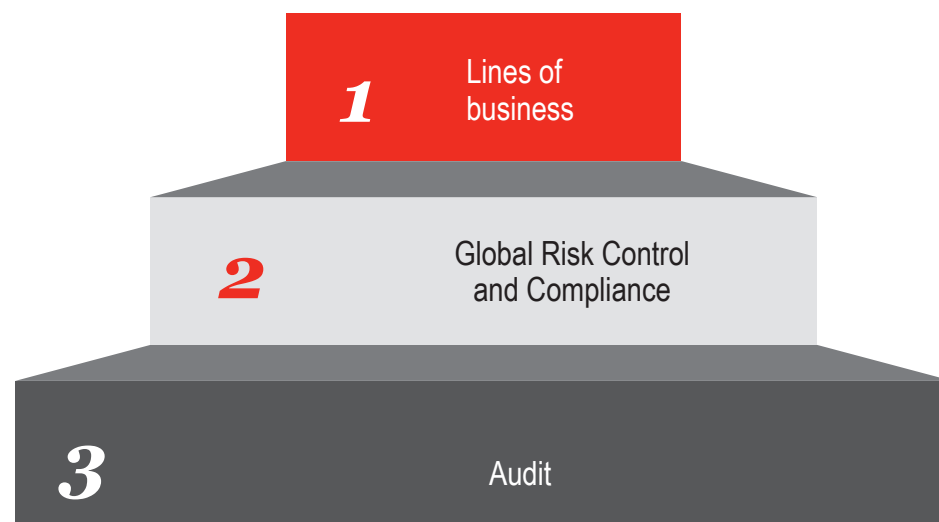 1
Lines of
business
2
Global Risk Control
and Compliance
3
Audit